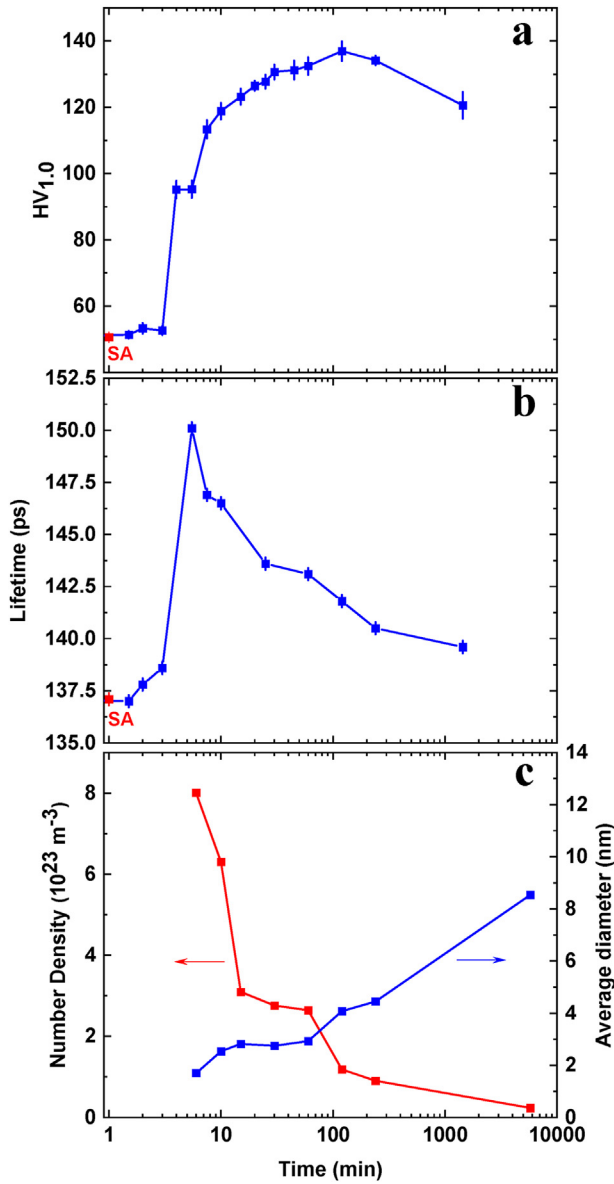 a
140
120
100
80
60
HV1.0
SA
b
152.5
150.0
147.5
145.0
142.5
140.0
137.5
135.0
Lifetime (ps)
SA
c
8
6
4
2
0
Number Density (10^23 m^-3)
14
12
10
8
6
4
2
0
Average diameter (nm)
1 10 100 1000 10000
Time (min)